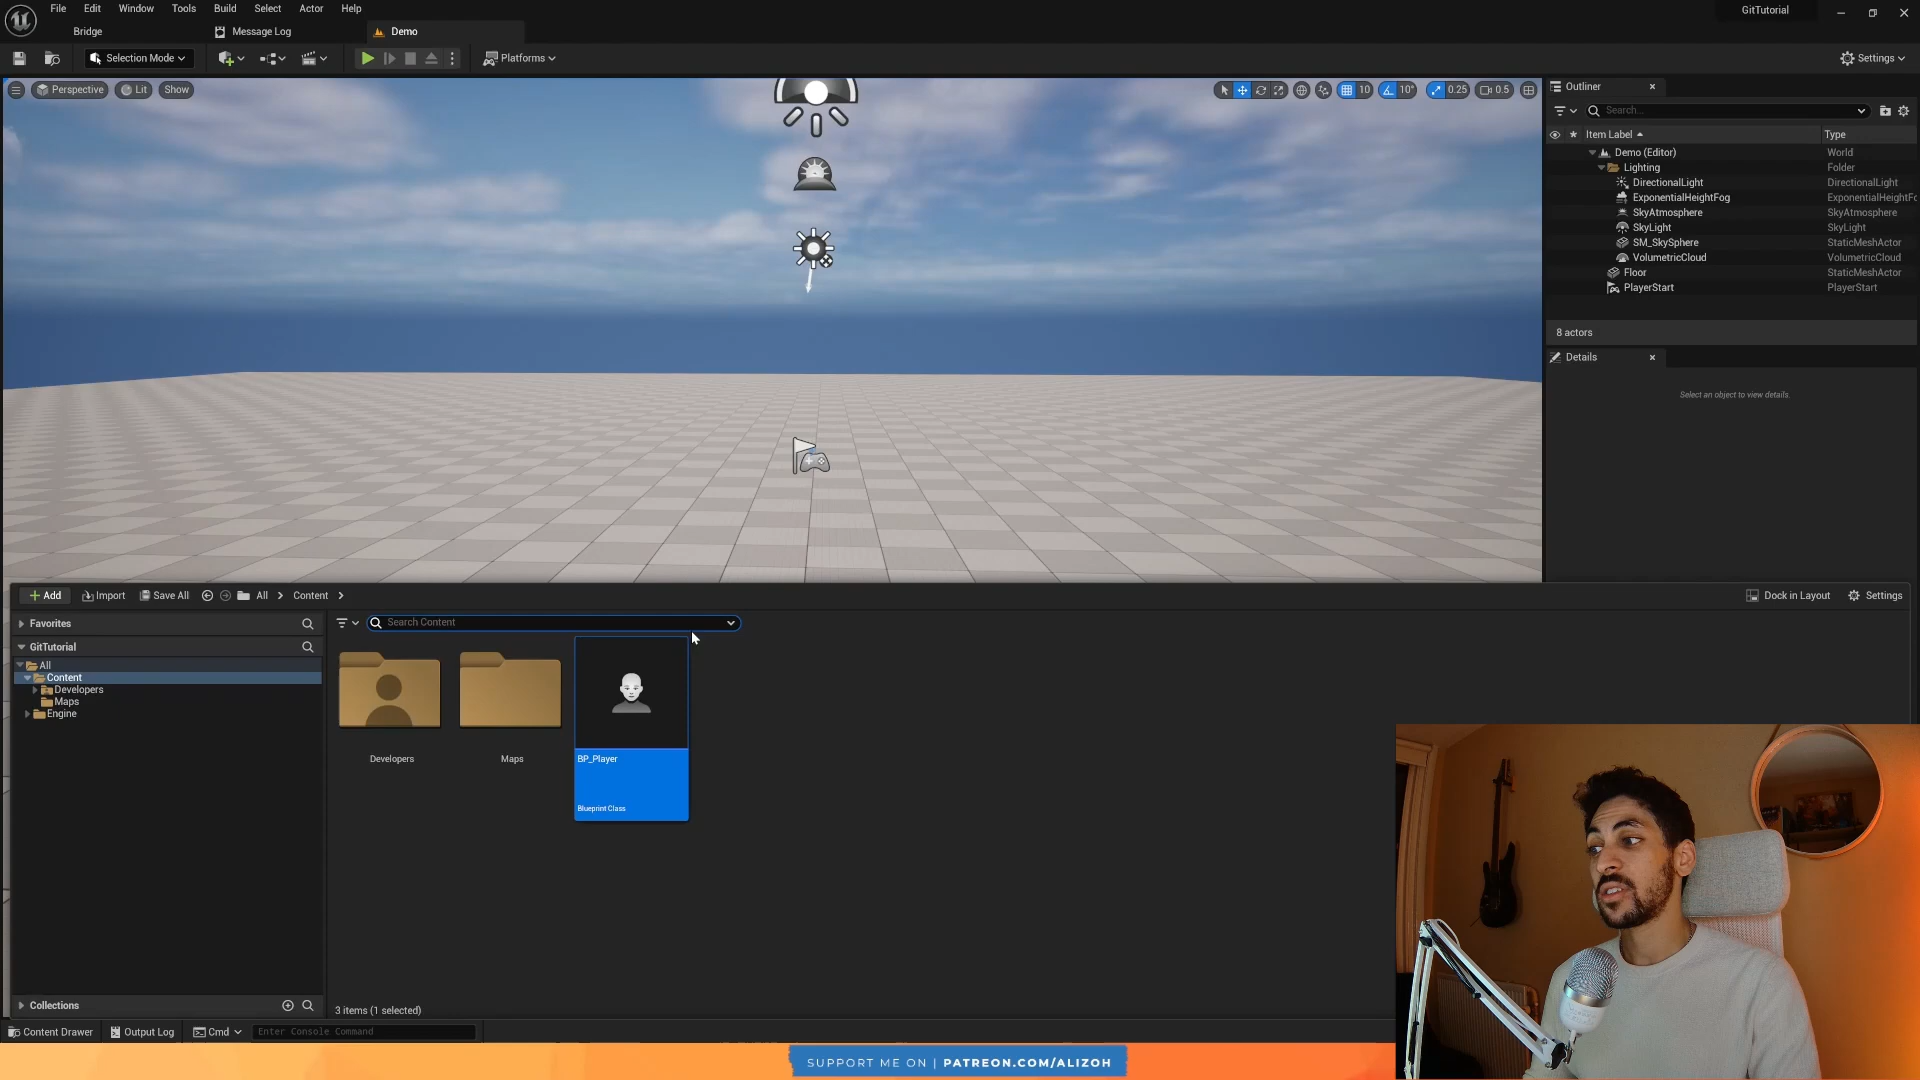 File Edit Window Tools Build Select Actor Help
GitTutorial
Bridge
Message Log
Demo
Selection Mode
Platforms
Settings
Perspective
Lit
Show
10
10°
0.25
0.5
Outliner
Search...
Item Label
Type
Demo (Editor)
World
Lighting
Folder
DirectionalLight
DirectionalLight
ExponentialHeightFog
ExponentialHeightFo
SkyAtmosphere
SkyAtmosphere
SkyLight
SkyLight
SM_SkySphere
StaticMeshActor
VolumetricCloud
VolumetricCloud
Floor
StaticMeshActor
PlayerStart
PlayerStart
8 actors
Details
Select an object to view details.
Add
Import
Save All
All
Content
Dock in Layout
Settings
Favorites
Search Content
GitTutorial
All
Content
Developers
Maps
Engine
Developers
Maps
BP_Player
Blueprint Class
Collections
3 items (1 selected)
Content Drawer
Output Log
Cmd
Enter Console Command
SUPPORT ME ON | PATREON.COM/ALIZOH